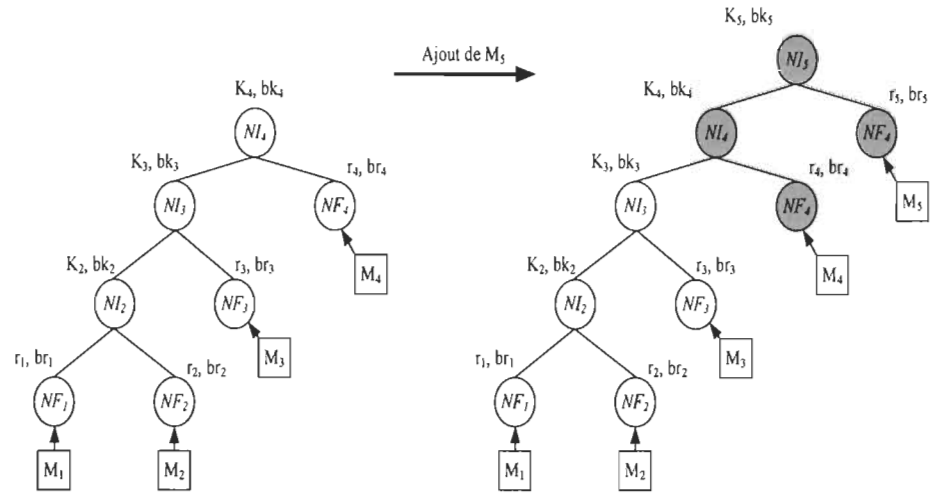 K₅, bk₅
NI₅
Ajout de M₅
K₄, bk₄
NI₄
K₃, bk₃
r₄, br₄
NI₃
NF₄
M₄
K₂, bk₂
r₃, br₃
NI₂
NF₃
M₃
r₁, br₁
r₂, br₂
NF₁
NF₂
M₁
M₂
K₄, bk₄
r₅, br₅
NI₄
NF₄
M₅
K₃, bk₃
r₄, br₄
NI₃
NF₄
M₄
K₂, bk₂
r₃, br₃
NI₂
NF₃
M₃
r₁, br₁
r₂, br₂
NF₁
NF₂
M₁
M₂